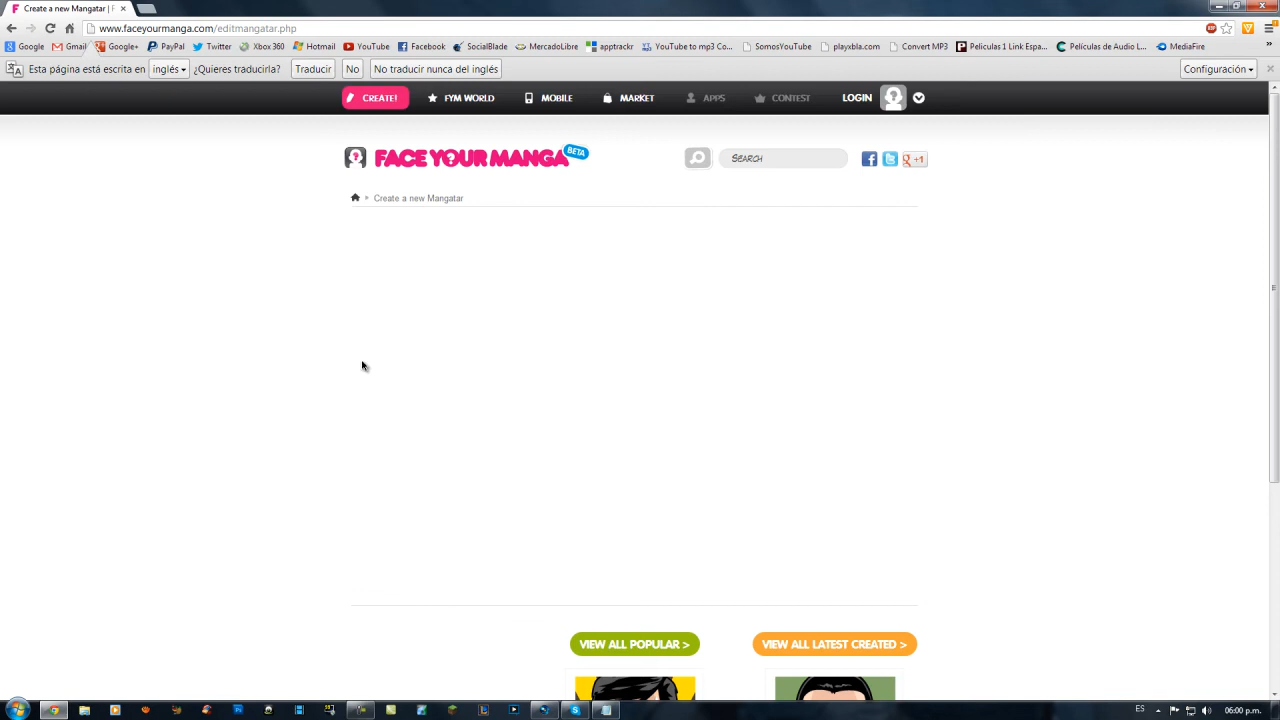 Create a new Mangatar | F
www.faceyourmanga.com/editmangatar.php
Google Gmail Google+ PayPal Twitter Xbox 360 Hotmail YouTube Facebook SocialBlade MercadoLibre apptrackr YouTube to mp3 Co... SomosYouTube playxbla.com Convert MP3 Películas 1 Link Espa... Películas de Audio L... MediaFire
Esta página está escrita en inglés ¿Quieres traducirla? Traducir No No traducir nunca del inglés Configuración
CREATE! FYM WORLD MOBILE MARKET APPS CONTEST LOGIN
FACE YOUR MANGA BETA SEARCH +1
Create a new Mangatar
VIEW ALL POPULAR > VIEW ALL LATEST CREATED >
ES 06:00 p.m.